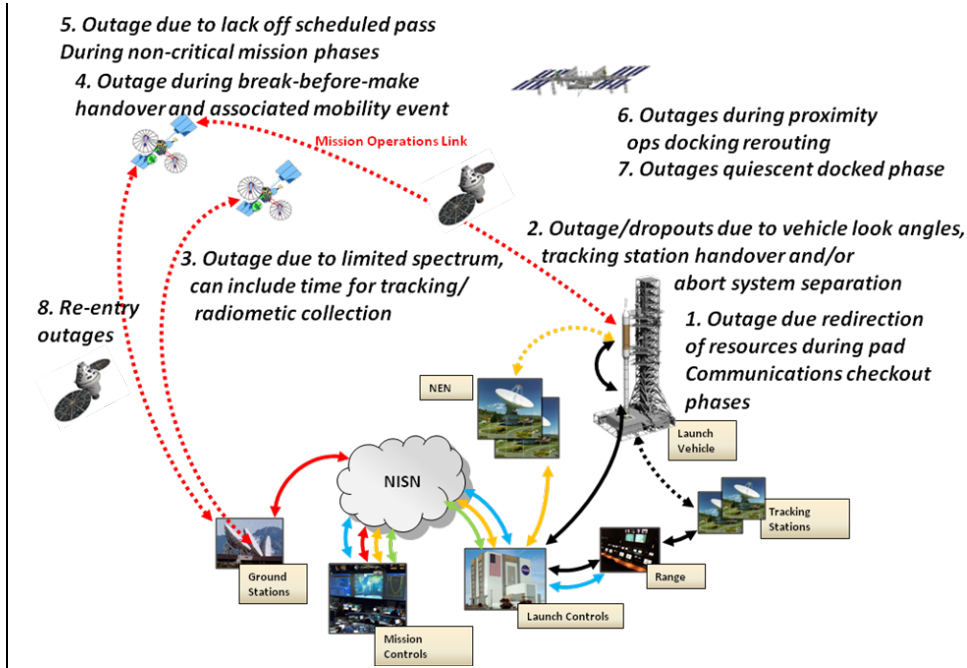 5. Outage due to lack off scheduled pass
During non-critical mission phases
4. Outage during break-before-make
handover and associated mobility event
Mission Operations Link
6. Outages during proximity
ops docking rerouting
7. Outages quiescent docked phase
2. Outage/dropouts due to vehicle look angles,
tracking station handover and/or
abort system separation
3. Outage due to limited spectrum,
can include time for tracking/
radiometic collection
8. Re-entry
outages
1. Outage due redirection
of resources during pad
Communications checkout
phases
NEN
Launch
Vehicle
NISN
Tracking
Stations
Ground
Stations
Range
Launch Controls
Mission
Controls